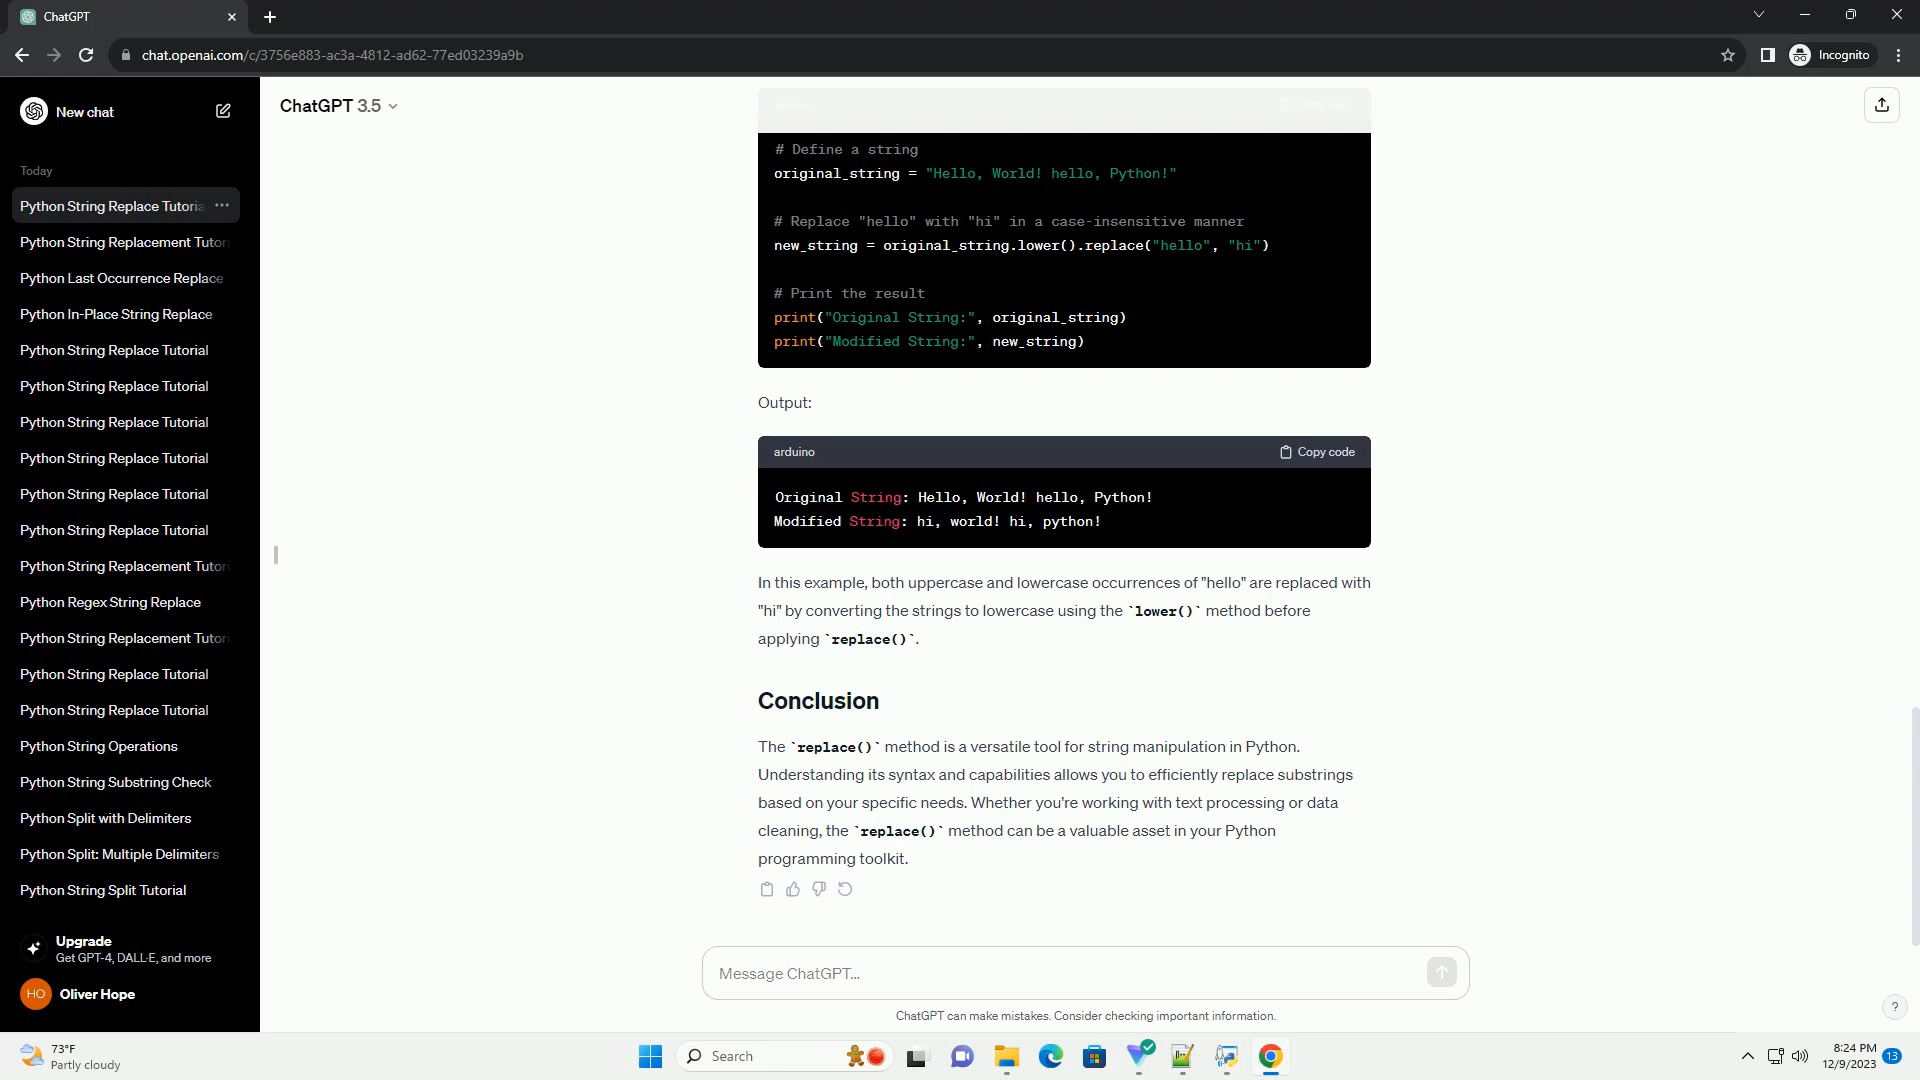 ChatGPT
chat.openai.com/c/3756e883-ac3a-4812-ad62-77ed03239a9b
Incognito
New chat
ChatGPT 3.5
Today
Python String Replace Tutoria
Python String Replacement Tutori
Python Last Occurrence Replace
Python In-Place String Replace
Python String Replace Tutorial
Python String Replace Tutorial
Python String Replace Tutorial
Python String Replace Tutorial
Python String Replace Tutorial
Python String Replace Tutorial
Python String Replacement Tutori
Python Regex String Replace
Python String Replacement Tutori
Python String Replace Tutorial
Python String Replace Tutorial
Python String Operations
Python String Substring Check
Python Split with Delimiters
Python Split: Multiple Delimiters
Python String Split Tutorial
Upgrade
Get GPT-4, DALL·E, and more
HO
Oliver Hope
# Define a string
original_string = "Hello, World! hello, Python!"
# Replace "hello" with "hi" in a case-insensitive manner
new_string = original_string.lower().replace("hello", "hi")
# Print the result
print("Original String:", original_string)
print("Modified String:", new_string)
Output:
arduino
Copy code
Original String: Hello, World! hello, Python!
Modified String: hi, world! hi, python!
In this example, both uppercase and lowercase occurrences of "hello" are replaced with
"hi" by converting the strings to lowercase using the `lower()` method before
applying `replace()`.
Conclusion
The `replace()` method is a versatile tool for string manipulation in Python.
Understanding its syntax and capabilities allows you to efficiently replace substrings
based on your specific needs. Whether you're working with text processing or data
cleaning, the `replace()` method can be a valuable asset in your Python
programming toolkit.
Message ChatGPT...
ChatGPT can make mistakes. Consider checking important information.
?
73°F
Partly cloudy
Search
8:24 PM
12/9/2023
13